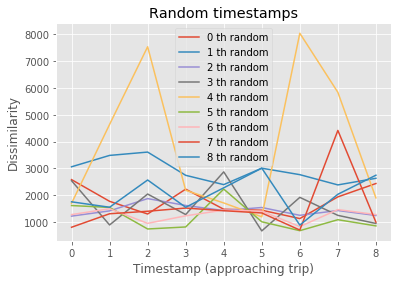 Random timestamps
8000
7000
6000
5000
4000
3000
2000
1000
Dissimilarity
0 th random
1 th random
2 th random
3 th random
4 th random
5 th random
6 th random
7 th random
8 th random
0 1 2 3 4 5 6 7 8
Timestamp (approaching trip)